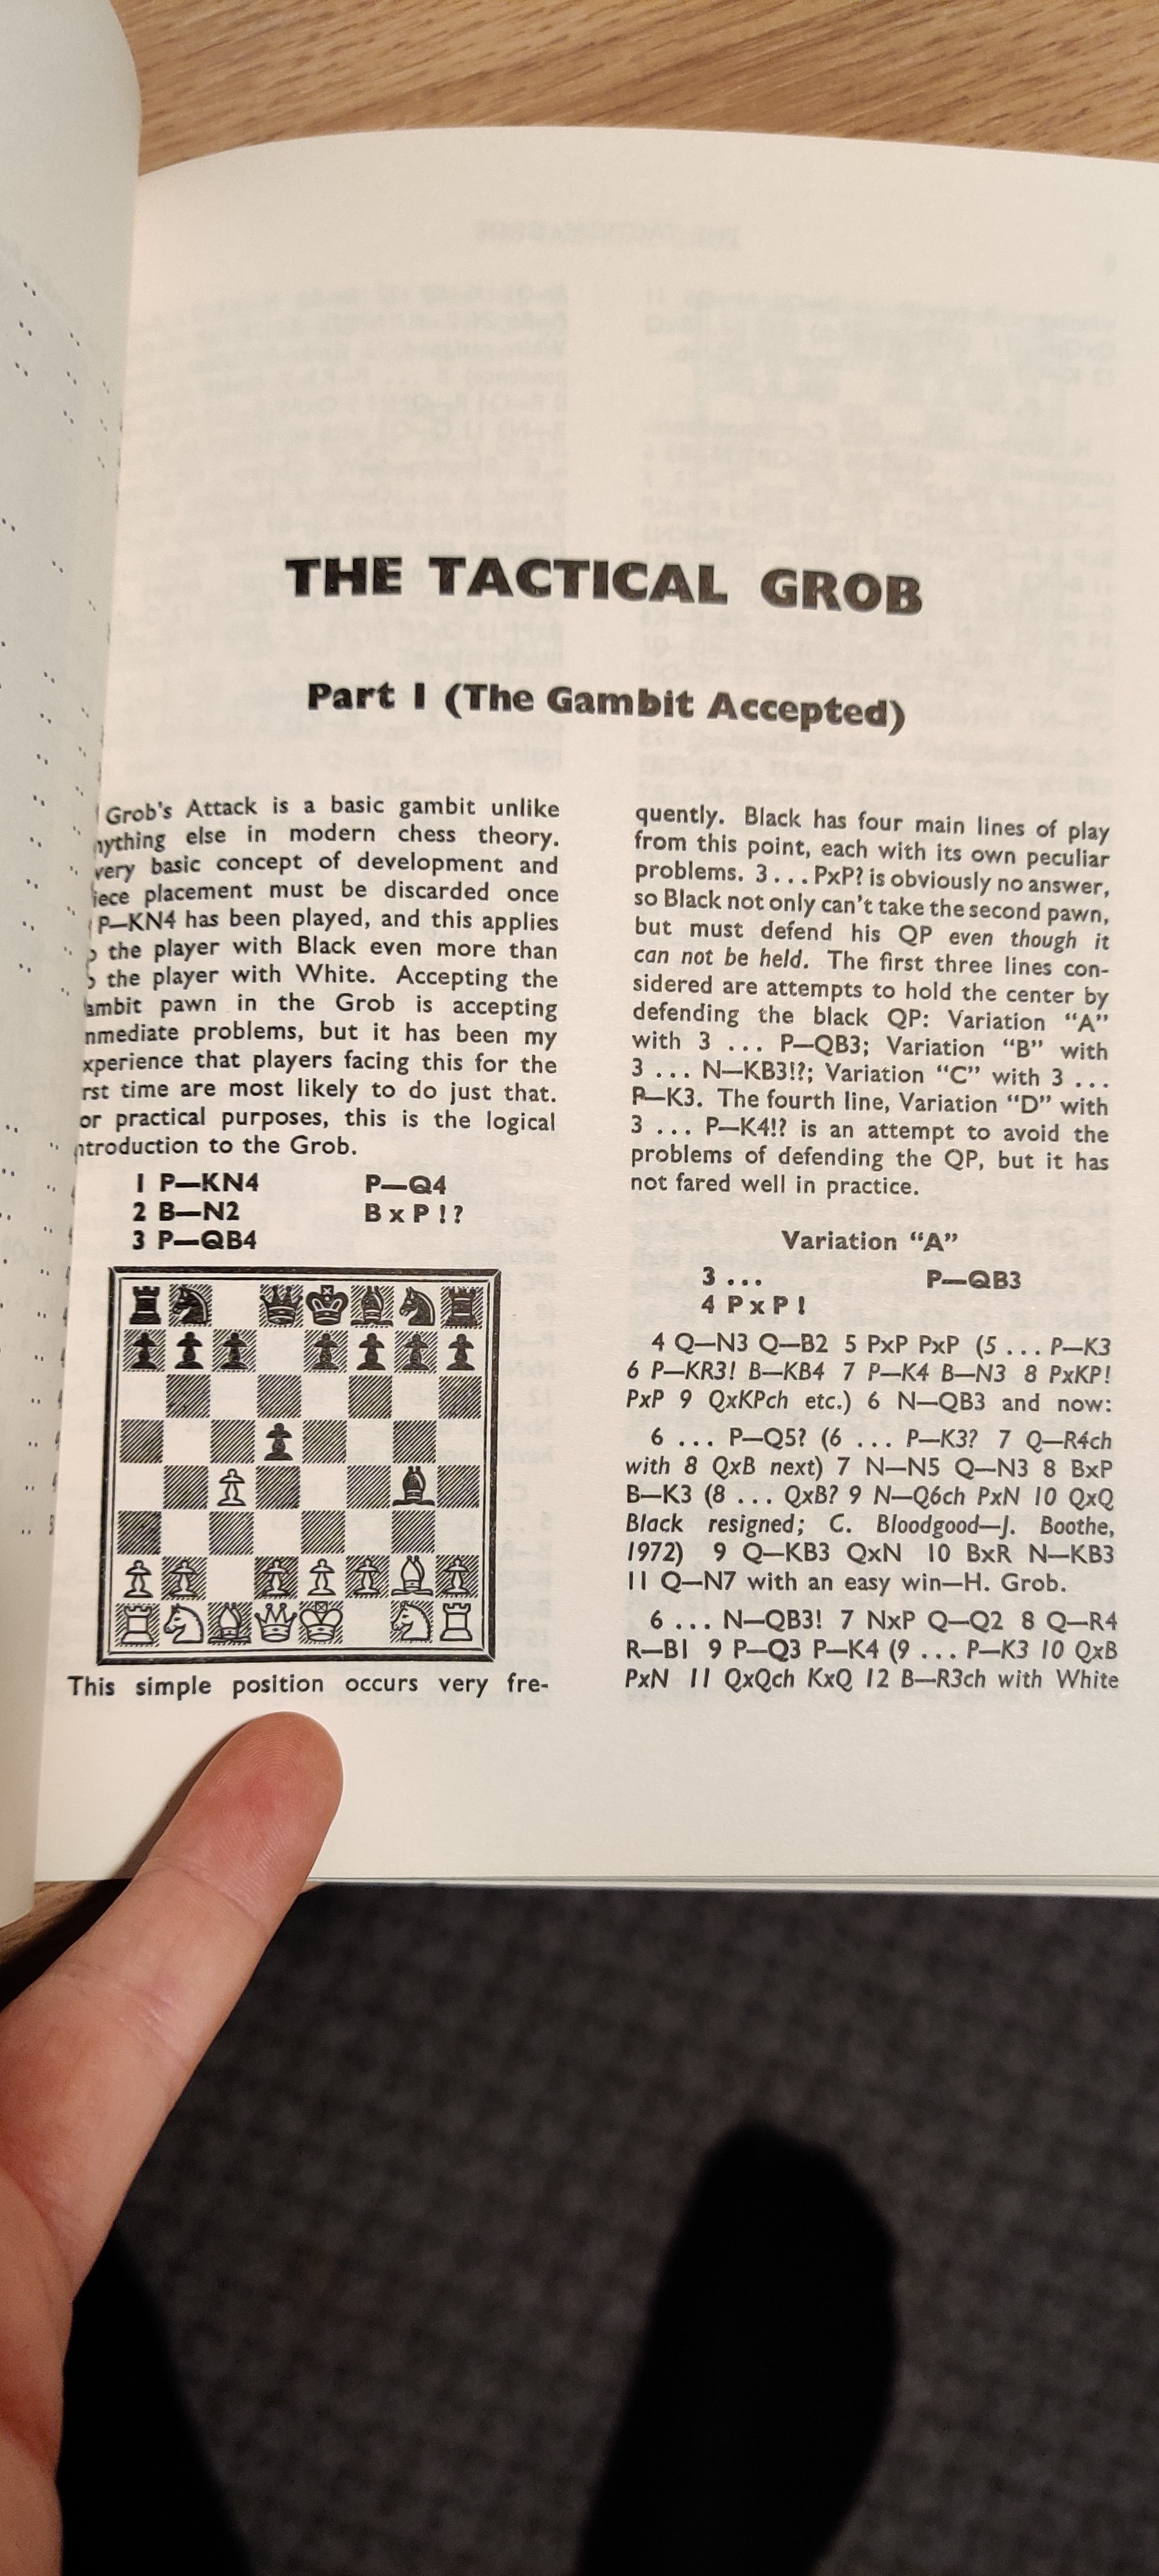 THE TACTICAL GROB
Part I (The Gambit Accepted)
Grob's Attack is a basic gambit unlike
else in modern chess theory.
very basic concept of development and
placement must be discarded once
P—KN4 has been played, and this applies
the player with Black even more than
the player with White. Accepting the
pawn in the Grob is accepting
problems, but it has been my
that players facing this for the
time are most likely to do just that.
or practical purposes, this is the logical
to the Grob.
1 P—KN4 P—Q4
2 B—N2 B x P ! ?
3 P—QB4
This simple position occurs very fre-
quently. Black has four main lines of play
from this point, each with its own peculiar
problems. 3 . . . PxP? is obviously no answer,
so Black not only can't take the second pawn,
but must defend his QP even though it
can not be held. The first three lines con-
sidered are attempts to hold the center by
defending the black QP: Variation “A”
with 3 ... P—QB3; Variation “B” with
3 ... N—KB3!?; Variation “C” with 3 ...
P—K3. The fourth line, Variation “D” with
3 ... P—K4!? is an attempt to avoid the
problems of defending the QP, but it has
not fared well in practice.
Variation “A”
3 ... P—QB3
4 P x P !
4 Q—N3 Q—B2 5 PxP PxP (5 ... P—K3
6 P—KR3! B—KB4 7 P—K4 B—N3 8 PxKP!
PxP 9 QxKPch etc.) 6 N—QB3 and now:
6 ... P—Q5? (6 ... P—K3? 7 Q—R4ch
with 8 QxB next) 7 N—N5 Q—N3 8 BxP
B—K3 (8 ... QxB? 9 N—Q6ch PxN 10 QxQ
Black resigned; C. Bloodgood—J. Boothe,
1972) 9 Q—KB3 QxN 10 BxR N—KB3
11 Q—N7 with an easy win—H. Grob.
6 ... N—QB3! 7 NxP Q—Q2 8 Q—R4
R—B1 9 P—Q3 P—K4 (9 ... P—K3 10 QxB
PxN 11 QxQch KxQ 12 B—R3ch with White